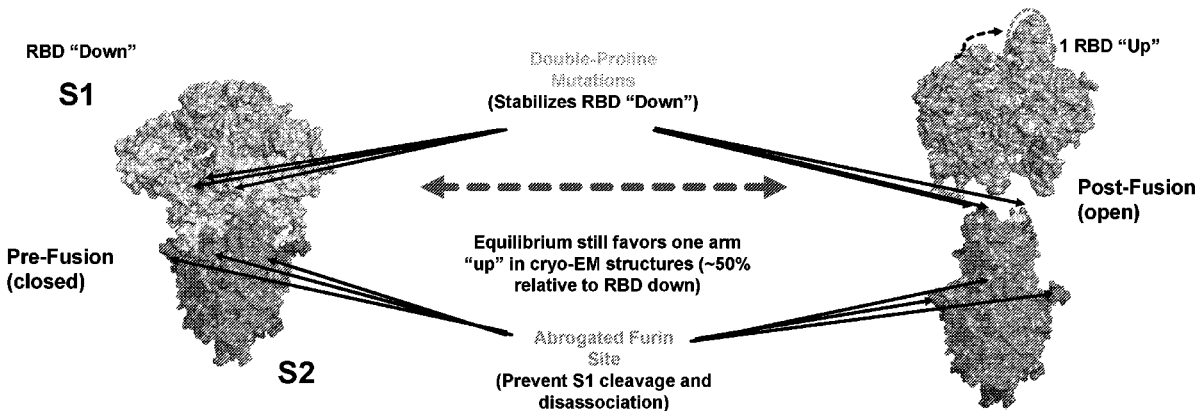 RBD “Down”
S1
Pre-Fusion
(closed)
S2
Double-Proline
Mutations
(Stabilizes RBD “Down”)
Equilibrium still favors one arm
“up” in cryo-EM structures (~50%
relative to RBD down)
Abrogated Furin
Site
(Prevent S1 cleavage and
disassociation)
1 RBD “Up”
Post-Fusion
(open)